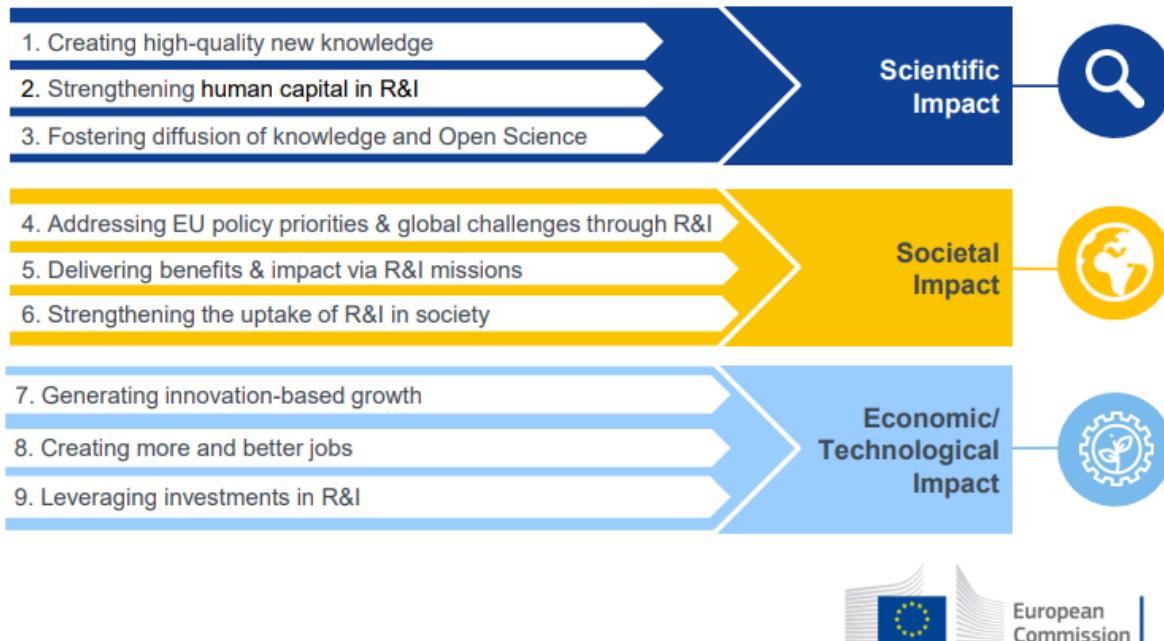 1. Creating high-quality new knowledge
2. Strengthening human capital in R&I
3. Fostering diffusion of knowledge and Open Science
Scientific
Impact
4. Addressing EU policy priorities & global challenges through R&I
5. Delivering benefits & impact via R&I missions
6. Strengthening the uptake of R&I in society
Societal
Impact
7. Generating innovation-based growth
8. Creating more and better jobs
9. Leveraging investments in R&I
Economic/
Technological
Impact
European
Commission